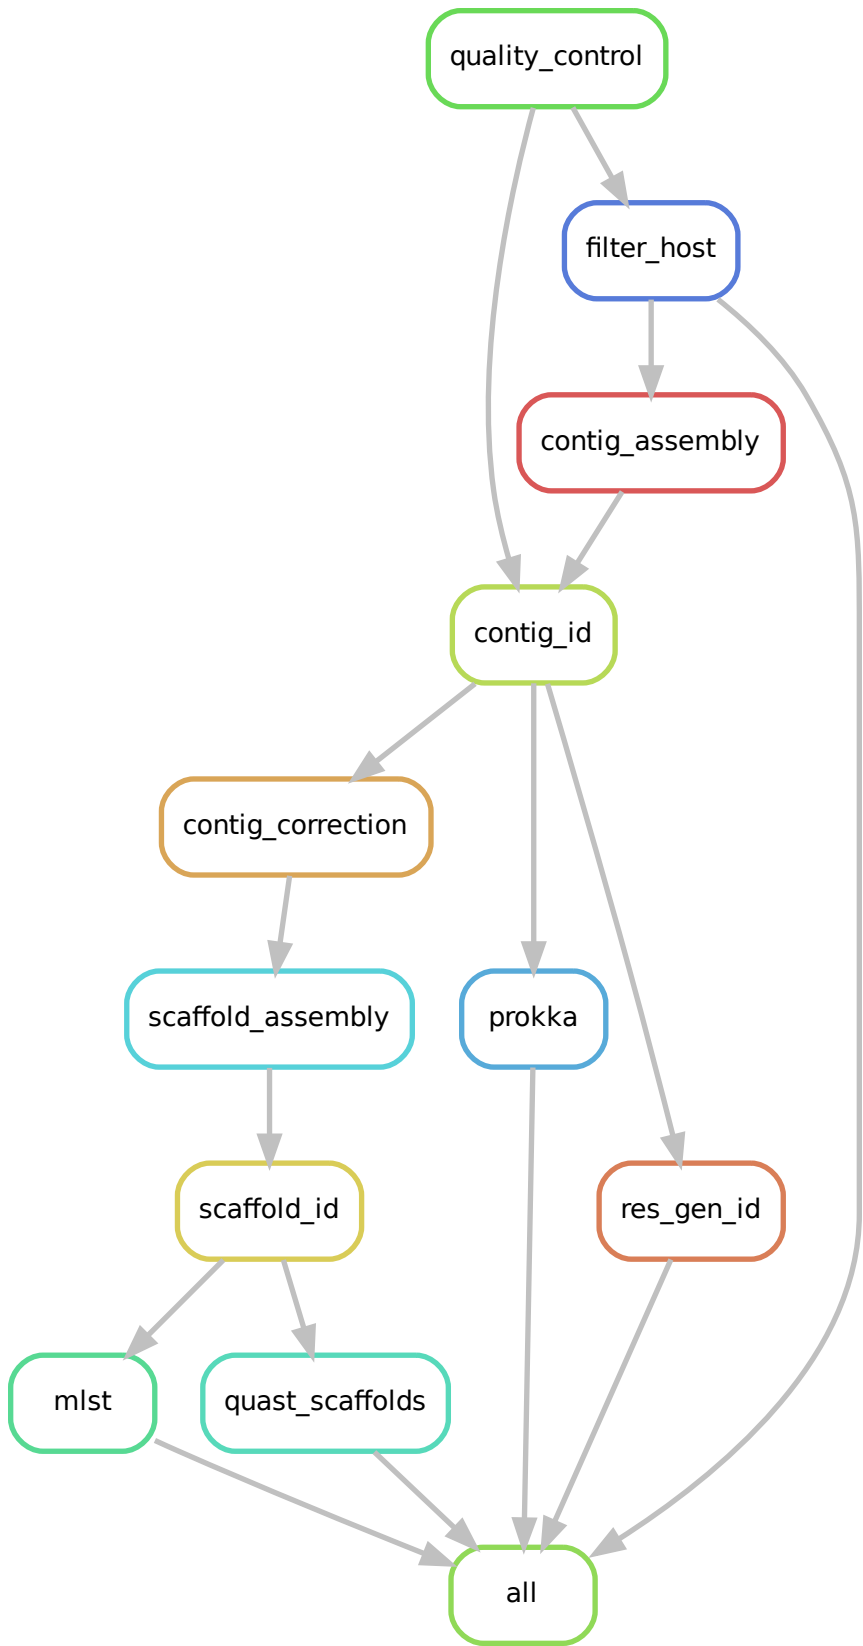 quality_control
filter_host
contig_assembly
contig_id
contig_correction
scaffold_assembly
prokka
scaffold_id
res_gen_id
mlst
quast_scaffolds
all